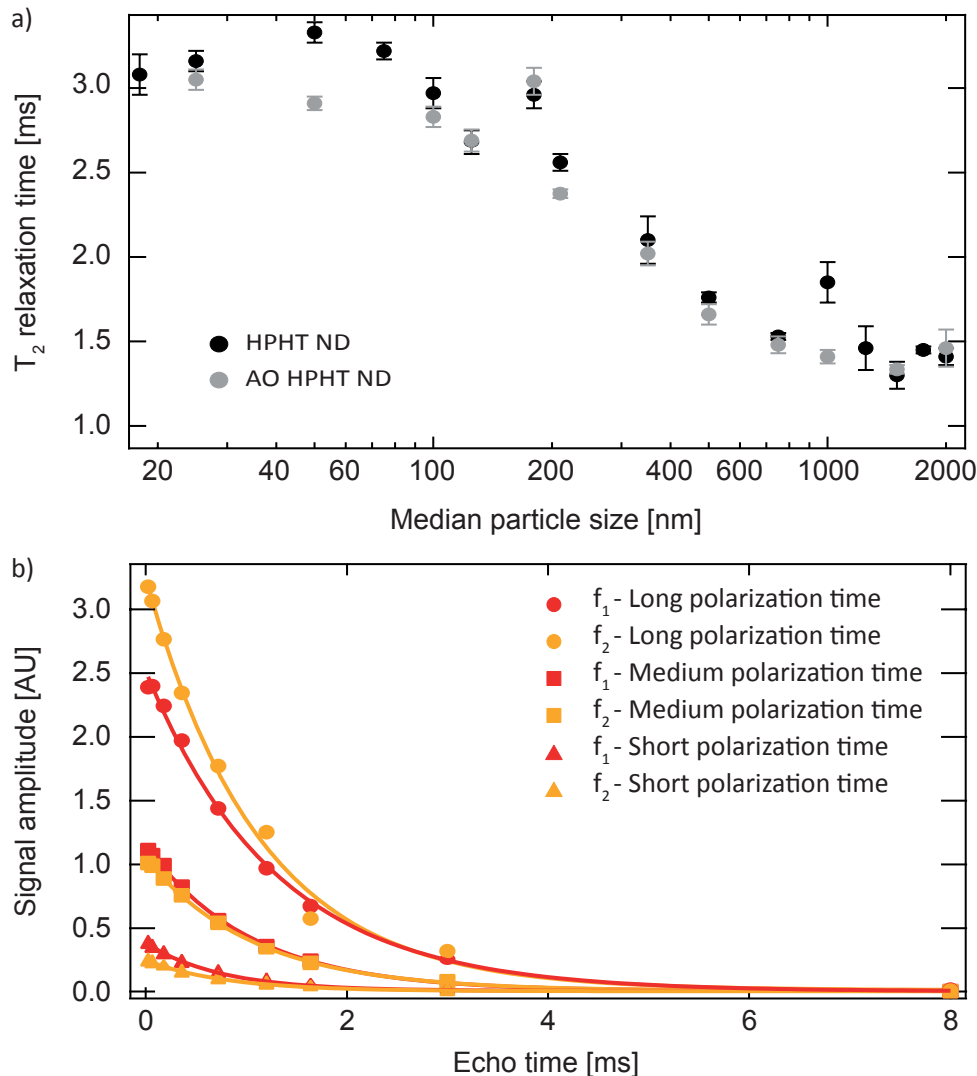 a)
T2 relaxation time [ms]
3.0
2.5
2.0
1.5
1.0
HPHT ND
AO HPHT ND
20 40 60 100 200 400 600 1000 2000
Median particle size [nm]
b)
Signal amplitude [AU]
3.0
2.5
2.0
1.5
1.0
0.5
0.0
f1 - Long polarization time
f2 - Long polarization time
f1 - Medium polarization time
f2 - Medium polarization time
f1 - Short polarization time
f2 - Short polarization time
0 2 4 6 8
Echo time [ms]